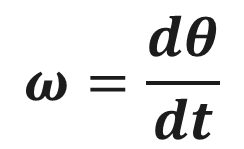 ω = dθ/dt